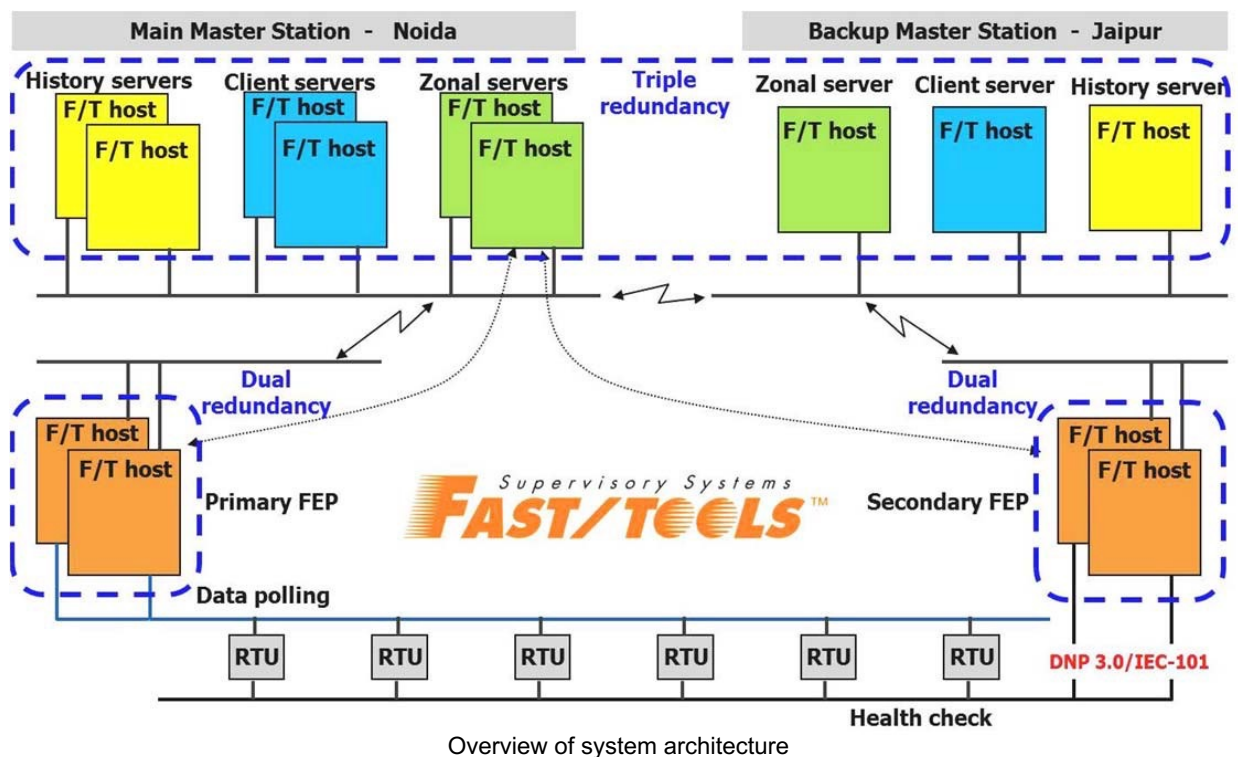 Main Master Station - Noida
Backup Master Station - Jaipur
History servers
Client servers
Zonal servers
Triple
redundancy
Zonal server
Client server
History server
F/T host
F/T host
F/T host
F/T host
F/T host
F/T host
F/T host
F/T host
F/T host
Dual
redundancy
Dual
redundancy
F/T host
F/T host
Primary FEP
Supervisory Systems
FAST/TOOLS™
Secondary FEP
F/T host
F/T host
Data polling
RTU
RTU
RTU
RTU
RTU
RTU
DNP 3.0/IEC-101
Health check
Overview of system architecture